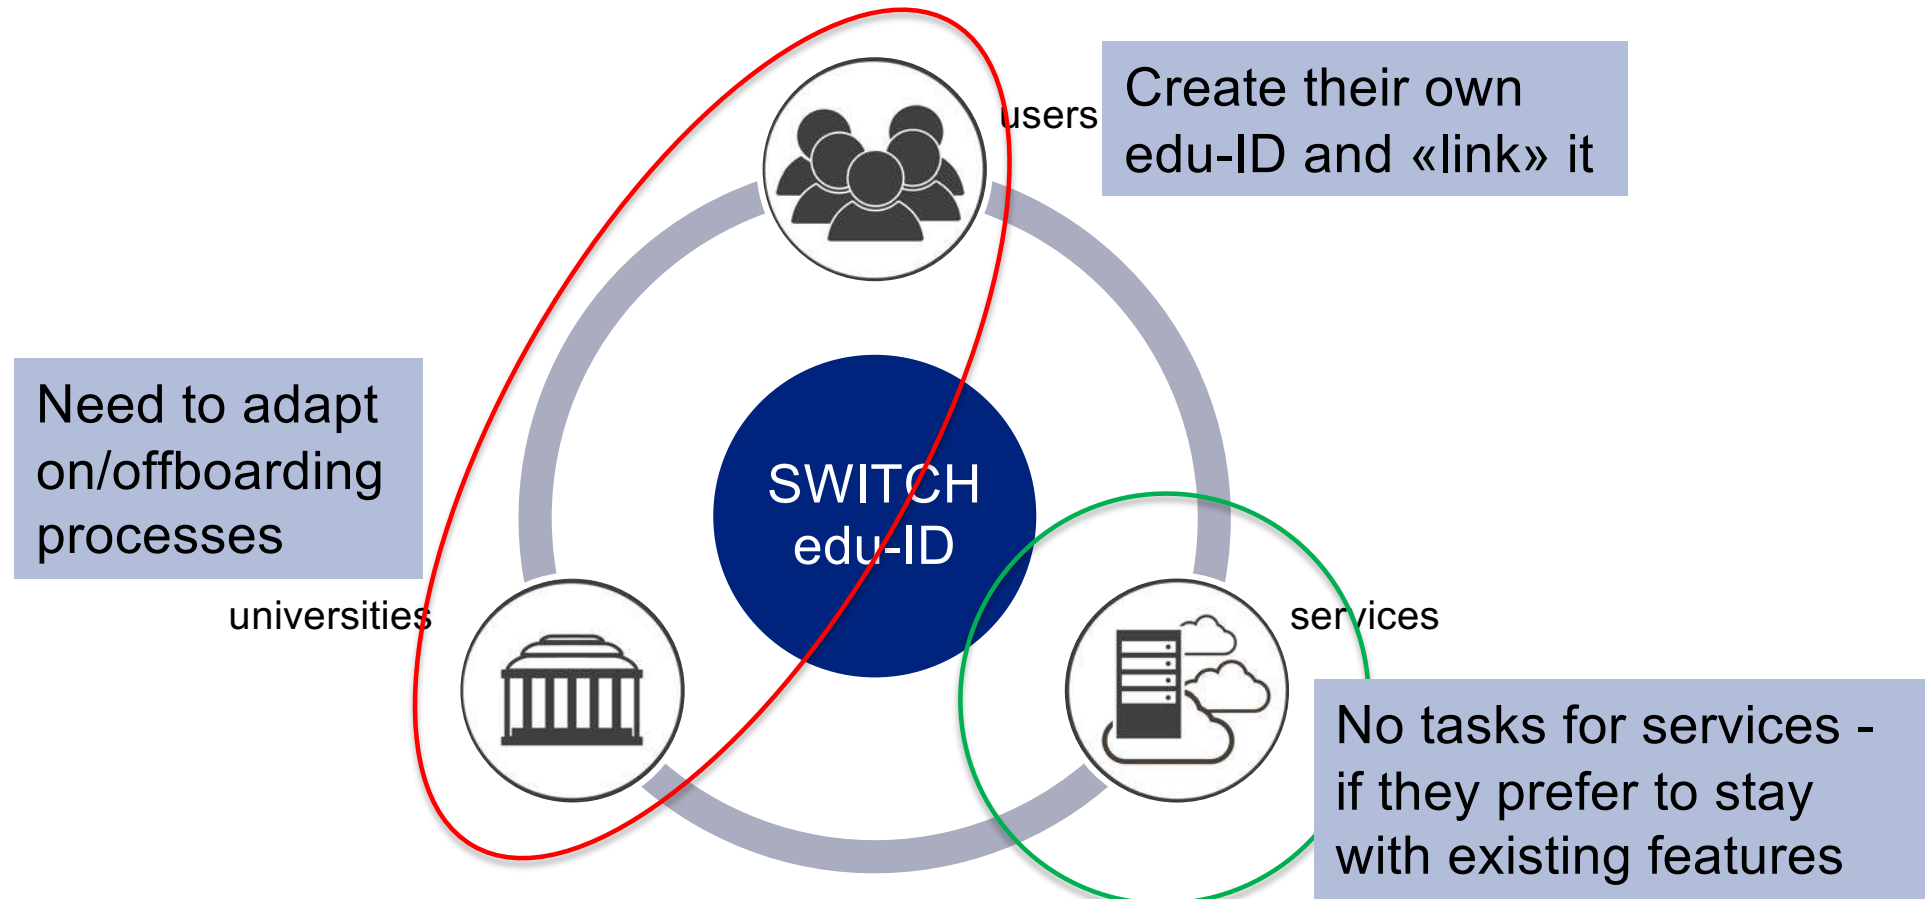 users
Create their own
edu-ID and «link» it
Need to adapt
on/offboarding
processes
SWITCH
edu-ID
universities
services
No tasks for services -
if they prefer to stay
with existing features